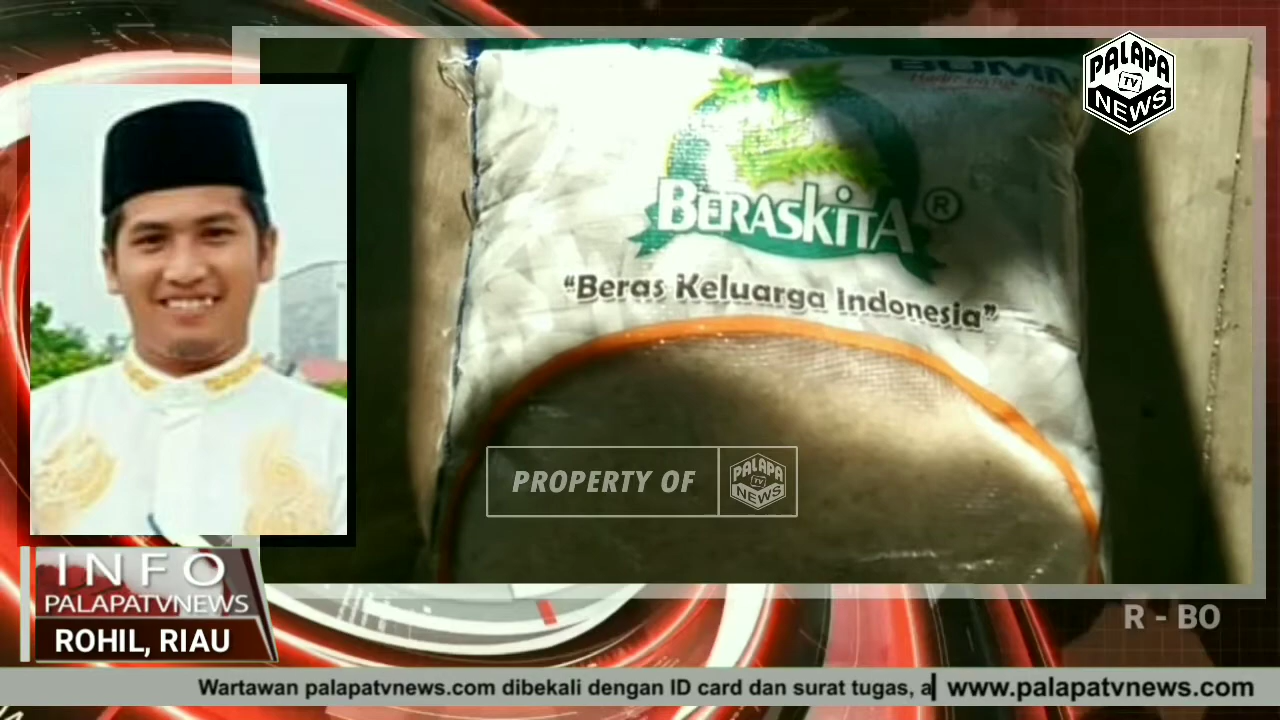 PALAPA
TV
NEWS
BUMN
BERASKITA ®
“Beras Keluarga Indonesia”
PROPERTY OF
PALAPA
TV
NEWS
INFO
PALAPATVNEWS
ROHIL, RIAU
R - BO
Wartawan palapatvnews.com dibekali dengan ID card dan surat tugas, a
www.palapatvnews.com